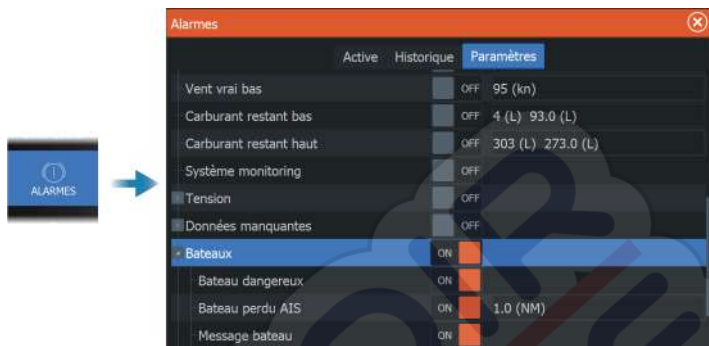 Alarmes
Active Historique Paramètres
Vent vrai bas OFF 95 (kn)
Carburant restant bas OFF 4 (L) 93.0 (L)
Carburant restant haut OFF 303 (L) 273.0 (L)
Système monitoring OFF
Tension OFF
Données manquantes OFF
Bateaux ON
Bateau dangereux ON
Bateau perdu AIS ON 1.0 (NM)
Message bateau ON
ALARMES